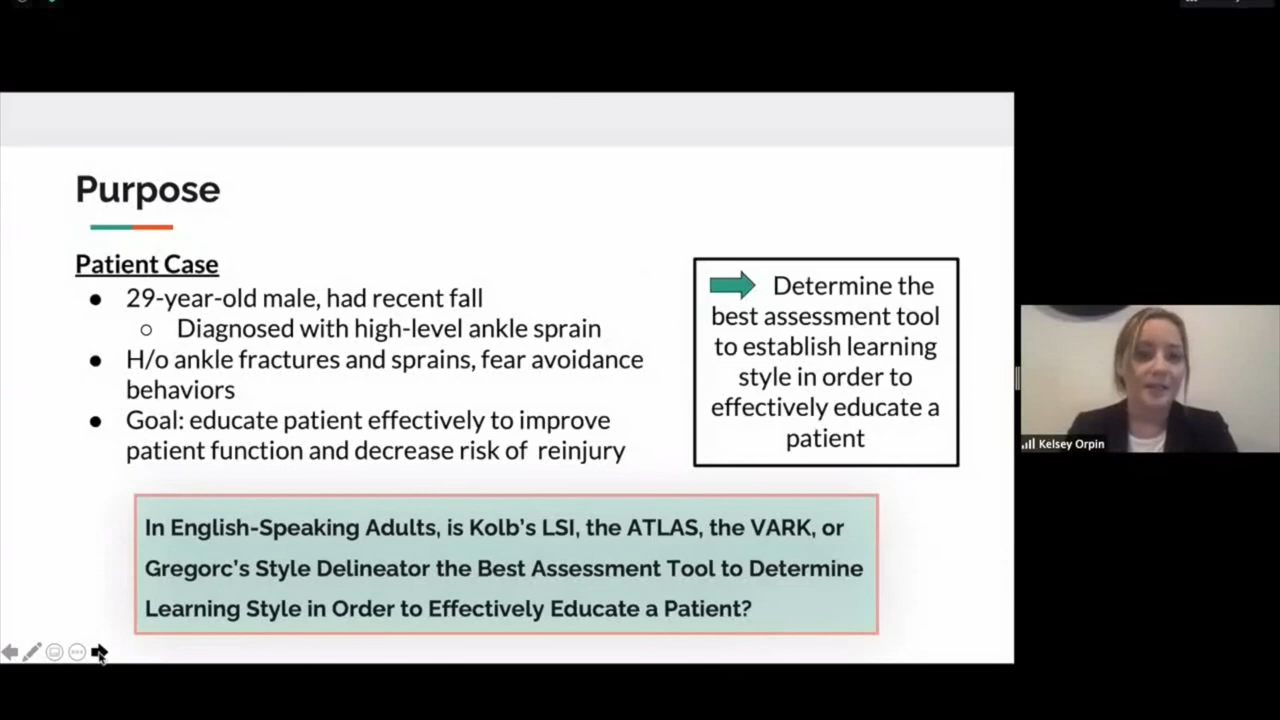 Purpose
Patient Case
● 29-year-old male, had recent fall
○ Diagnosed with high-level ankle sprain
● H/o ankle fractures and sprains, fear avoidance
behaviors
● Goal: educate patient effectively to improve
patient function and decrease risk of reinjury
Determine the
best assessment tool
to establish learning
style in order to
effectively educate a
patient
In English-Speaking Adults, is Kolb's LSI, the ATLAS, the VARK, or
Gregorc's Style Delineator the Best Assessment Tool to Determine
Learning Style in Order to Effectively Educate a Patient?
Kelsey Orpin